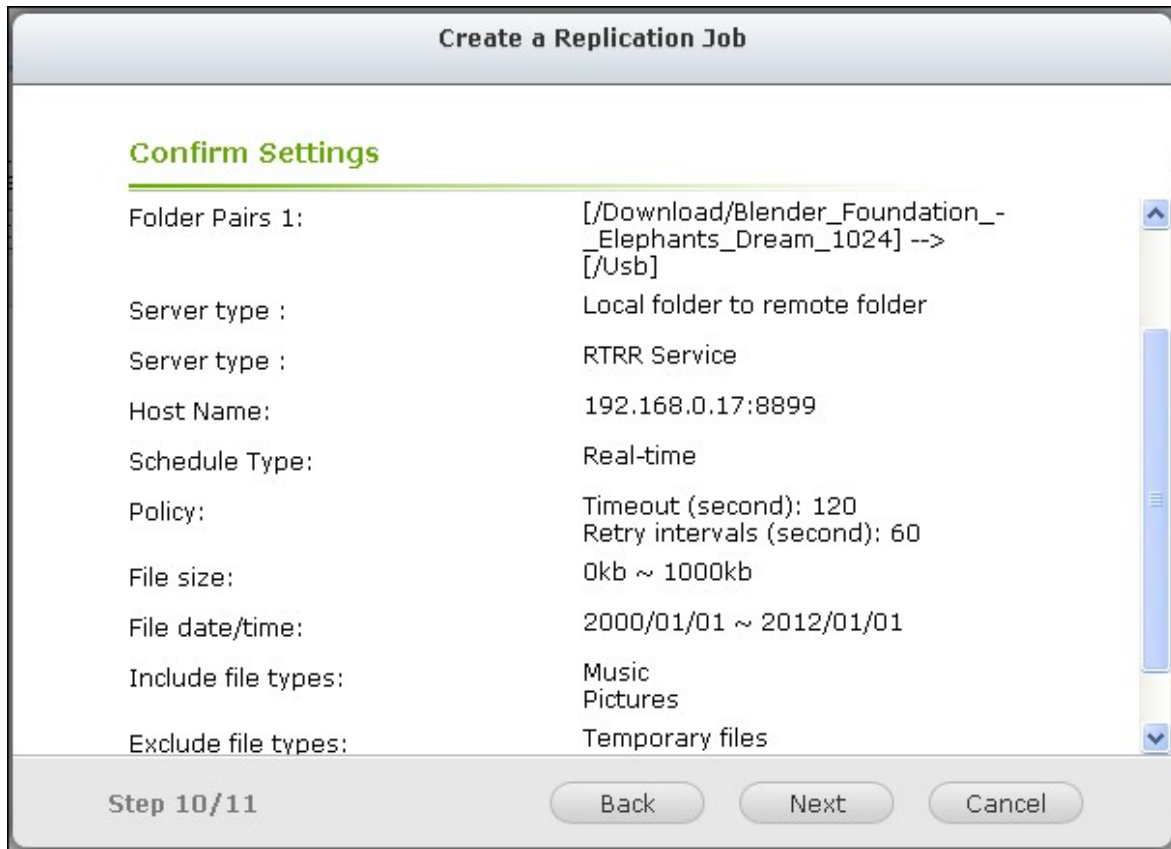 Create a Replication Job
Confirm Settings
Folder Pairs 1:
[/Download/Blender_Foundation_-
_Elephants_Dream_1024] -->
[/Usb]
Server type :
Local folder to remote folder
Server type :
RTRR Service
Host Name:
192.168.0.17:8899
Schedule Type:
Real-time
Policy:
Timeout (second): 120
Retry intervals (second): 60
File size:
0kb ~ 1000kb
File date/time:
2000/01/01 ~ 2012/01/01
Include file types:
Music
Pictures
Exclude file types:
Temporary files
Step 10/11
Back
Next
Cancel